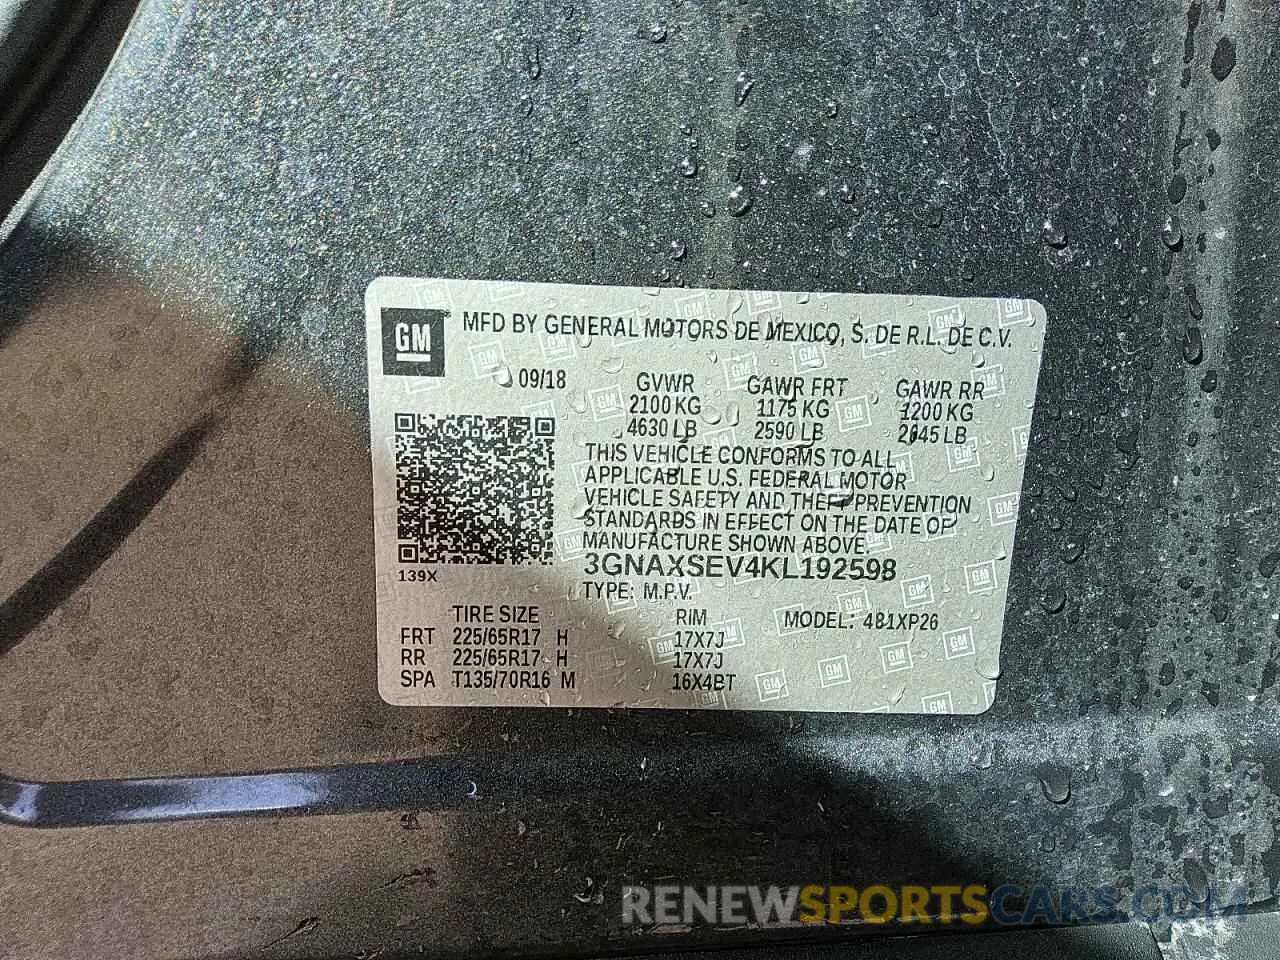 GM MFD BY GENERAL MOTORS DE MEXICO, S. DE R.L. DE C.V.
09/18 GVWR GAWR FRT GAWR RR
2100 KG 1175 KG 1200 KG
4630 LB 2590 LB 2645 LB
THIS VEHICLE CONFORMS TO ALL
APPLICABLE U.S. FEDERAL MOTOR
VEHICLE SAFETY AND THEFT PREVENTION
STANDARDS IN EFFECT ON THE DATE OF
MANUFACTURE SHOWN ABOVE.
139X 3GNAXSEV4KL192598
TYPE: M.P.V.
TIRE SIZE RIM MODEL: 481XP26
FRT 225/65R17 H 17X7J
RR 225/65R17 H 17X7J
SPA T135/70R16 M 16X4BT
RENEWSPORTSCARS.COM